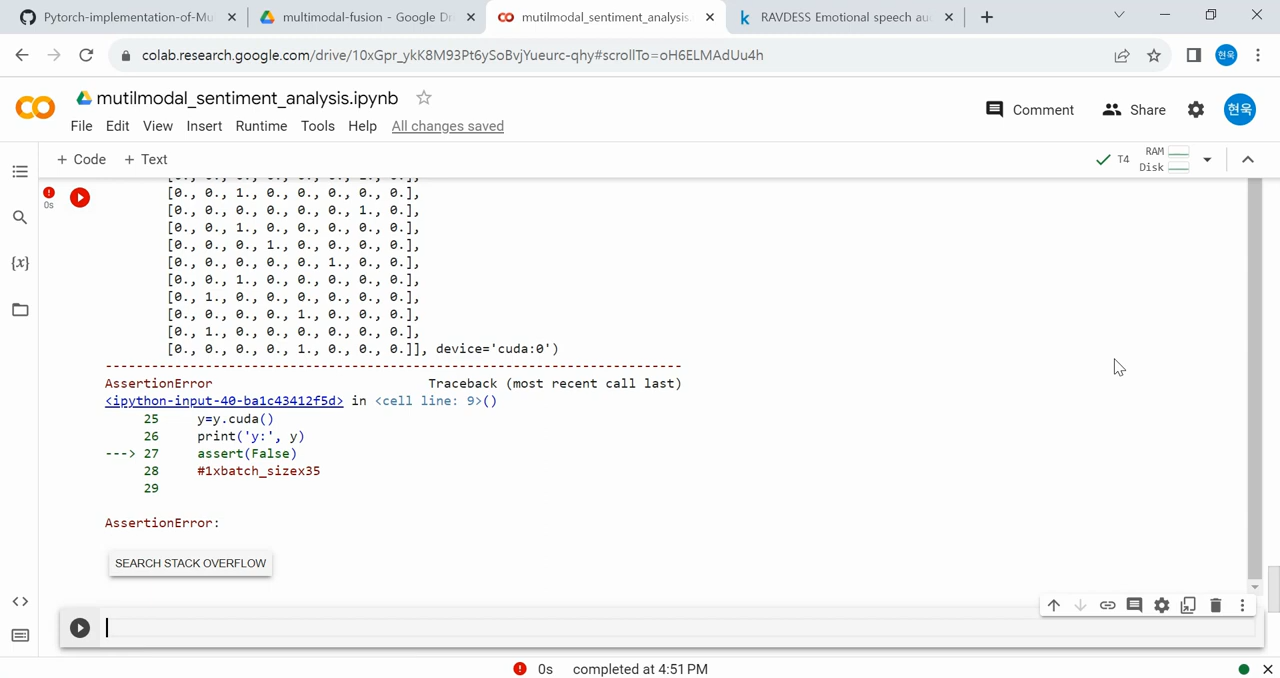 Pytorch-implementation-of-Mu
multimodal-fusion - Google D
mutilmodal_sentiment_analysis.
RAVDESS Emotional speech au
colab.research.google.com/drive/10xGpr_ykK8M93Pt6ySoBvjYueurc-qhy#scrollTo=oH6ELMAdUu4h
현욱
mutilmodal_sentiment_analysis.ipynb
Comment
Share
현욱
File Edit View Insert Runtime Tools Help All changes saved
+ Code + Text
T4 RAM
Disk
0s
[0., 0., 1., 0., 0., 0., 0., 0.],
[0., 0., 0., 0., 0., 0., 1., 0.],
[0., 0., 1., 0., 0., 0., 0., 0.],
[0., 0., 0., 1., 0., 0., 0., 0.],
[0., 0., 0., 0., 0., 1., 0., 0.],
[0., 0., 1., 0., 0., 0., 0., 0.],
[0., 1., 0., 0., 0., 0., 0., 0.],
[0., 0., 0., 0., 1., 0., 0., 0.],
[0., 1., 0., 0., 0., 0., 0., 0.],
[0., 0., 0., 0., 1., 0., 0., 0.]], device='cuda:0')
---------------------------------------------------------------------------
AssertionError Traceback (most recent call last)
<ipython-input-40-ba1c43412f5d> in <cell line: 9>()
25 y=y.cuda()
26 print('y:', y)
---> 27 assert(False)
28 #1xbatch_sizex35
29
AssertionError:
SEARCH STACK OVERFLOW
0s completed at 4:51 PM